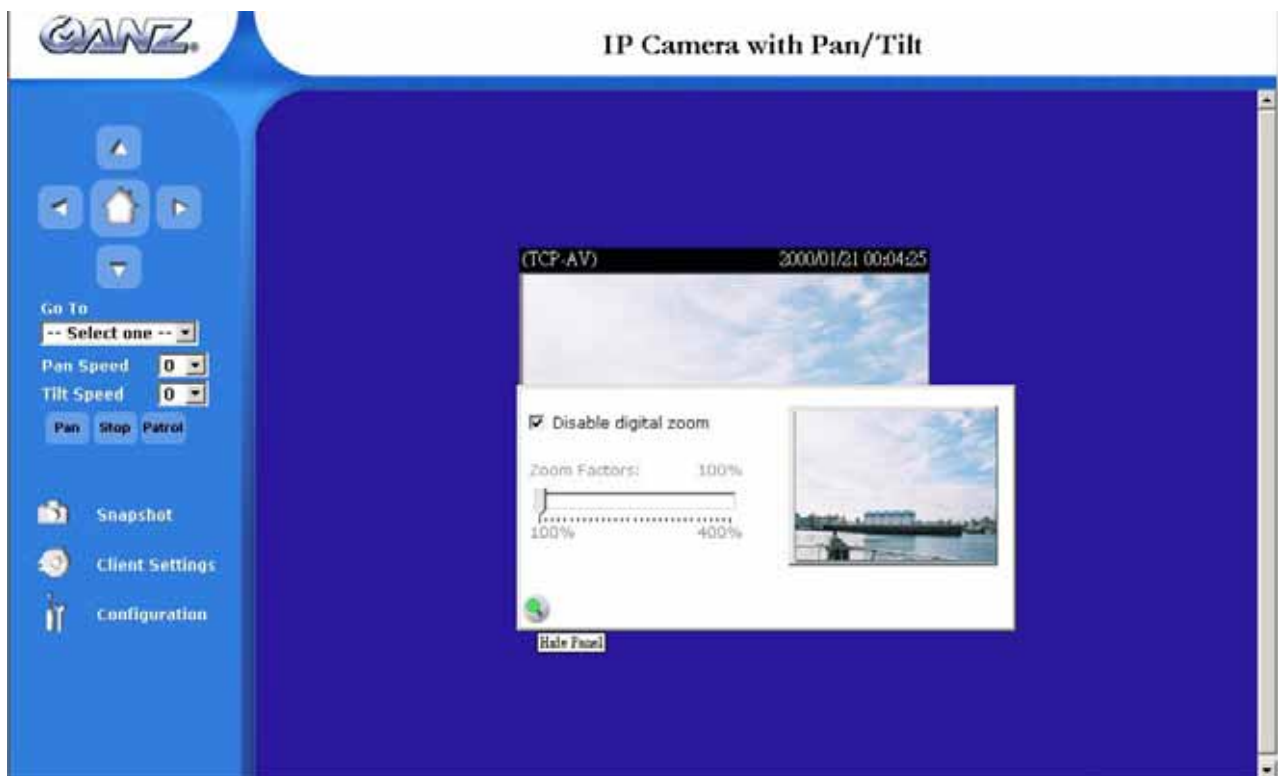 GANZ.
IP Camera with Pan/Tilt
Go To
-- Select one --
Pan Speed 0
Tilt Speed 0
Pan Stop Patrol
Snapshot
Client Settings
Configuration
(TCP-AV) 2000/01/21 00:04:25
Disable digital zoom
Zoom Factors: 100%
100% 400%
Hide Panel